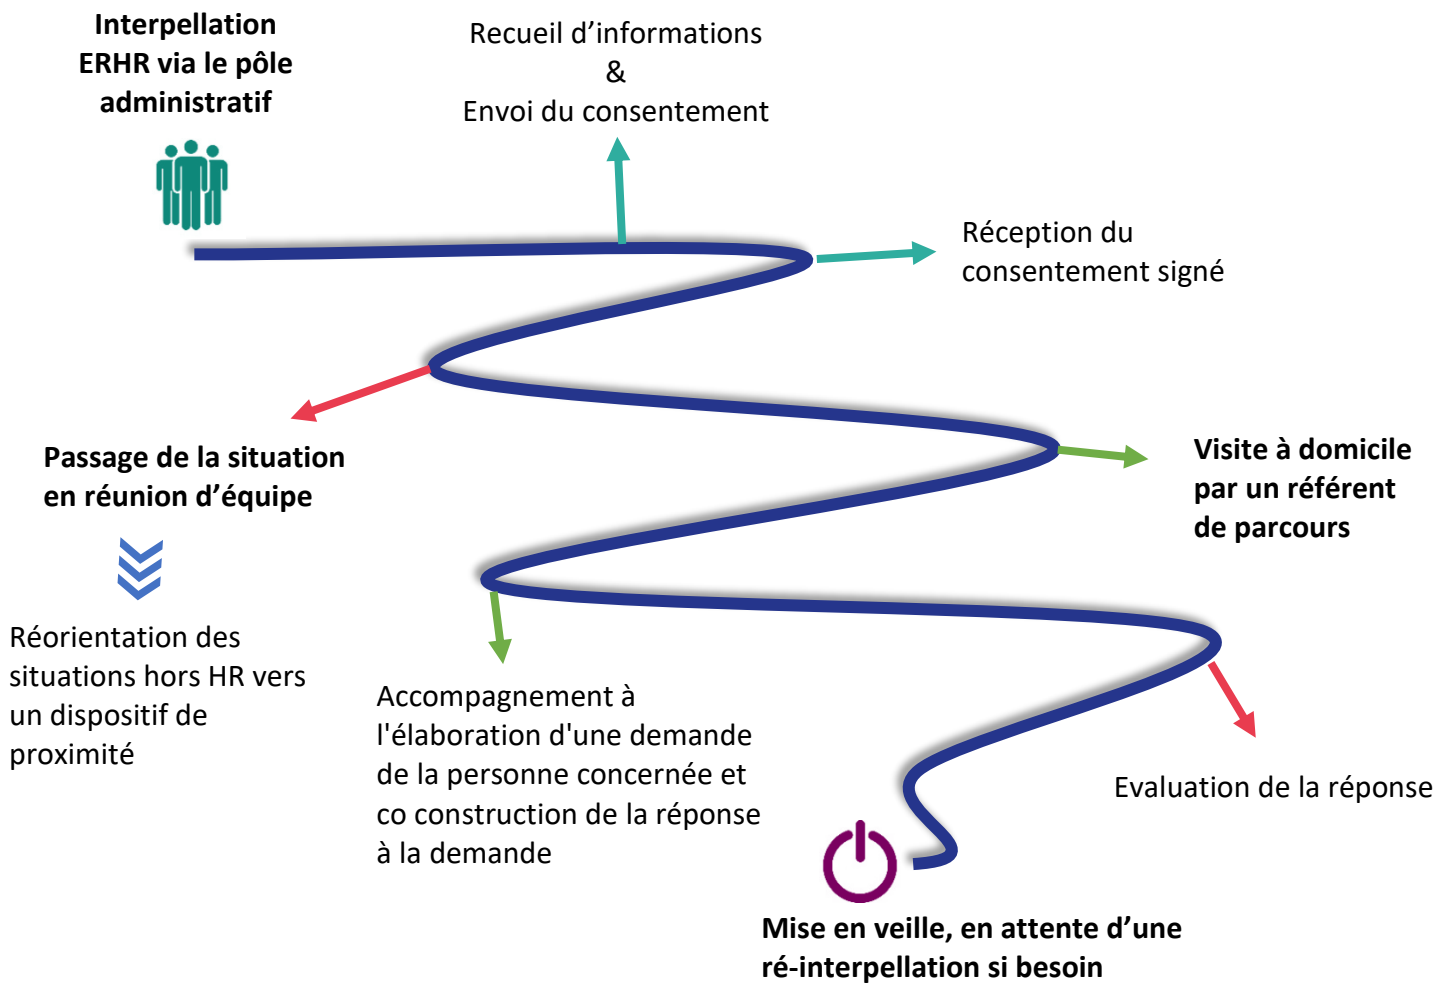 Interpellation
ERHR via le pôle
administratif
Recueil d’informations
&
Envoi du consentement
Réception du
consentement signé
Passage de la situation
en réunion d’équipe
Visite à domicile
par un référent
de parcours
Réorientation des
situations hors HR vers
un dispositif de
proximité
Accompagnement à
l'élaboration d'une demande
de la personne concernée et
co construction de la réponse
à la demande
Evaluation de la réponse
Mise en veille, en attente d’une
ré-interpellation si besoin